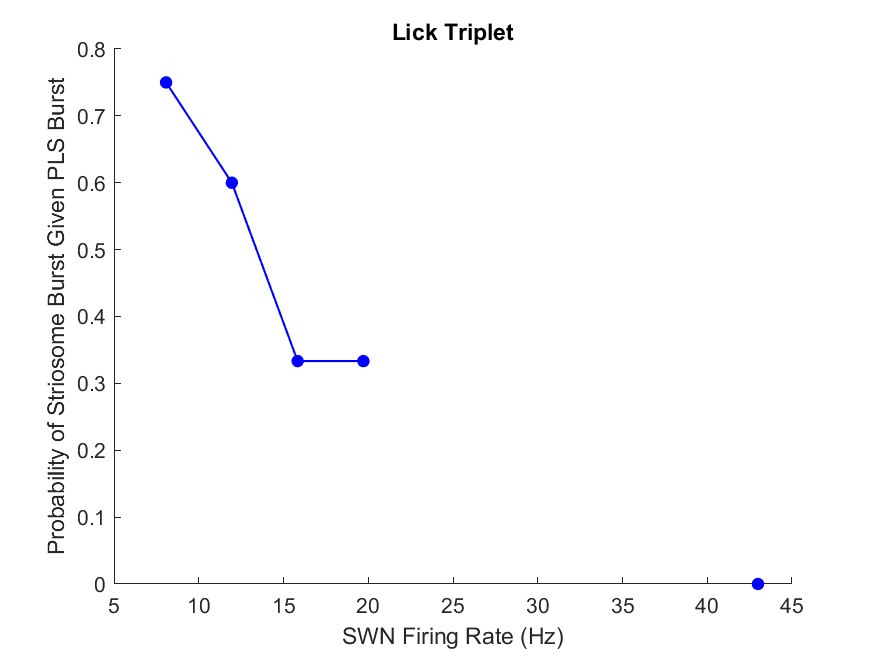 Lick Triplet
Probability of Striosome Burst Given PLS Burst
0.8
0.7
0.6
0.5
0.4
0.3
0.2
0.1
0
5 10 15 20 25 30 35 40 45
SWN Firing Rate (Hz)